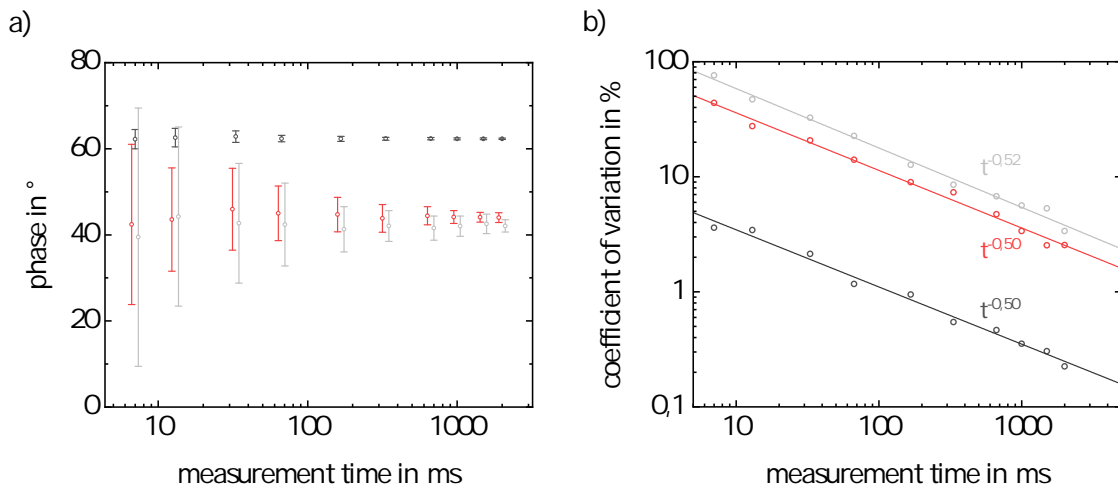 a)
80
60
40
20
0
10
100
1000
phase in °
measurement time in ms
b)
100
10
1
0,1
10
100
1000
coefficient of variation in %
measurement time in ms
t-0,52
t-0,50
t-0,50